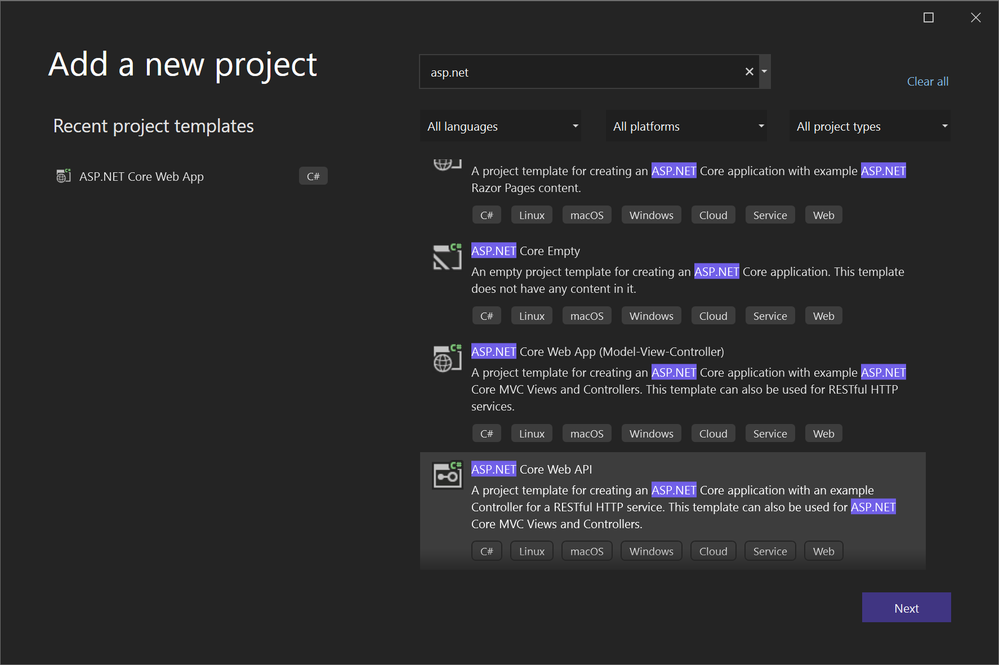 Add a new project
asp.net
Clear all
Recent project templates
All languages
All platforms
All project types
ASP.NET Core Web App
C#
A project template for creating an ASP.NET Core application with example ASP.NET
Razor Pages content.
C# Linux macOS Windows Cloud Service Web
C#
ASP.NET Core Empty
An empty project template for creating an ASP.NET Core application. This template
does not have any content in it.
C# Linux macOS Windows Cloud Service Web
C#
ASP.NET Core Web App (Model-View-Controller)
A project template for creating an ASP.NET Core application with example ASP.NET
Core MVC Views and Controllers. This template can also be used for RESTful HTTP
services.
C# Linux macOS Windows Cloud Service Web
C#
ASP.NET Core Web API
A project template for creating an ASP.NET Core application with an example
Controller for a RESTful HTTP service. This template can also be used for ASP.NET
Core MVC Views and Controllers.
C# Linux macOS Windows Cloud Service Web
Next